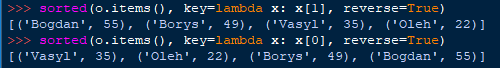 >>> sorted(o.items(), key=lambda x: x[1], reverse=True)
[('Bogdan', 55), ('Borys', 49), ('Vasyl', 35), ('Oleh', 22)]
>>> sorted(o.items(), key=lambda x: x[0], reverse=True)
[('Vasyl', 35), ('Oleh', 22), ('Borys', 49), ('Bogdan', 55)]